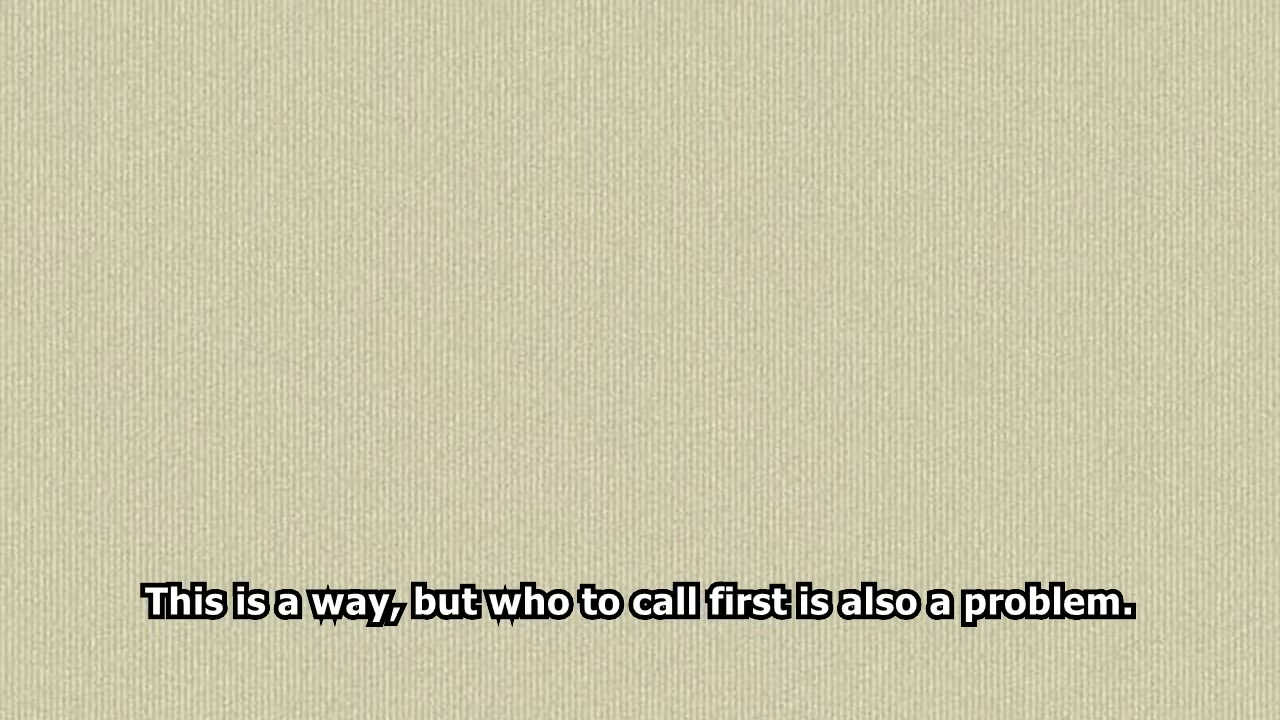 This is a way, but who to call first is also a problem.